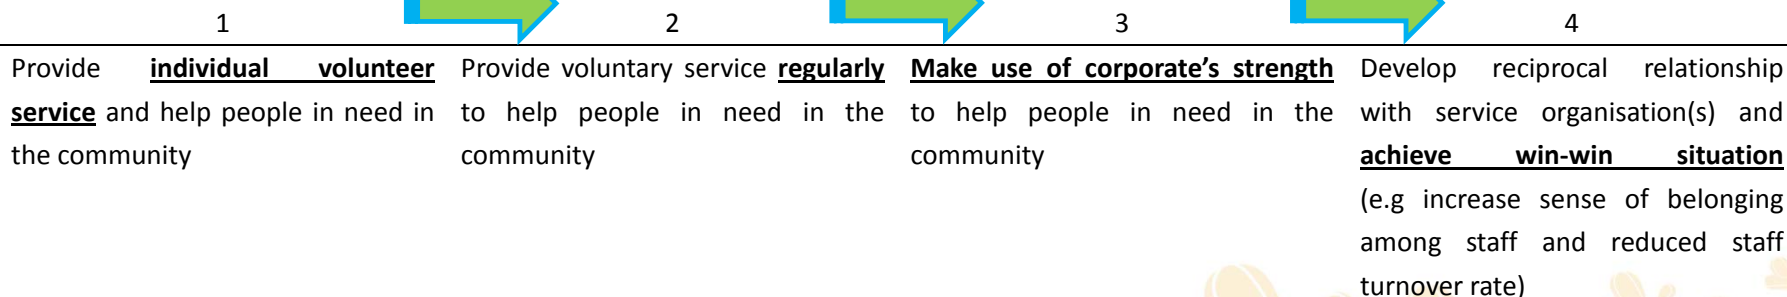 1
2
3
4
Provide individual volunteer
service and help people in need in
the community
Provide voluntary service regularly
to help people in need in the
community
Make use of corporate's strength
to help people in need in the
community
Develop reciprocal relationship
with service organisation(s) and
achieve win-win situation
(e.g increase sense of belonging
among staff and reduced staff
turnover rate)